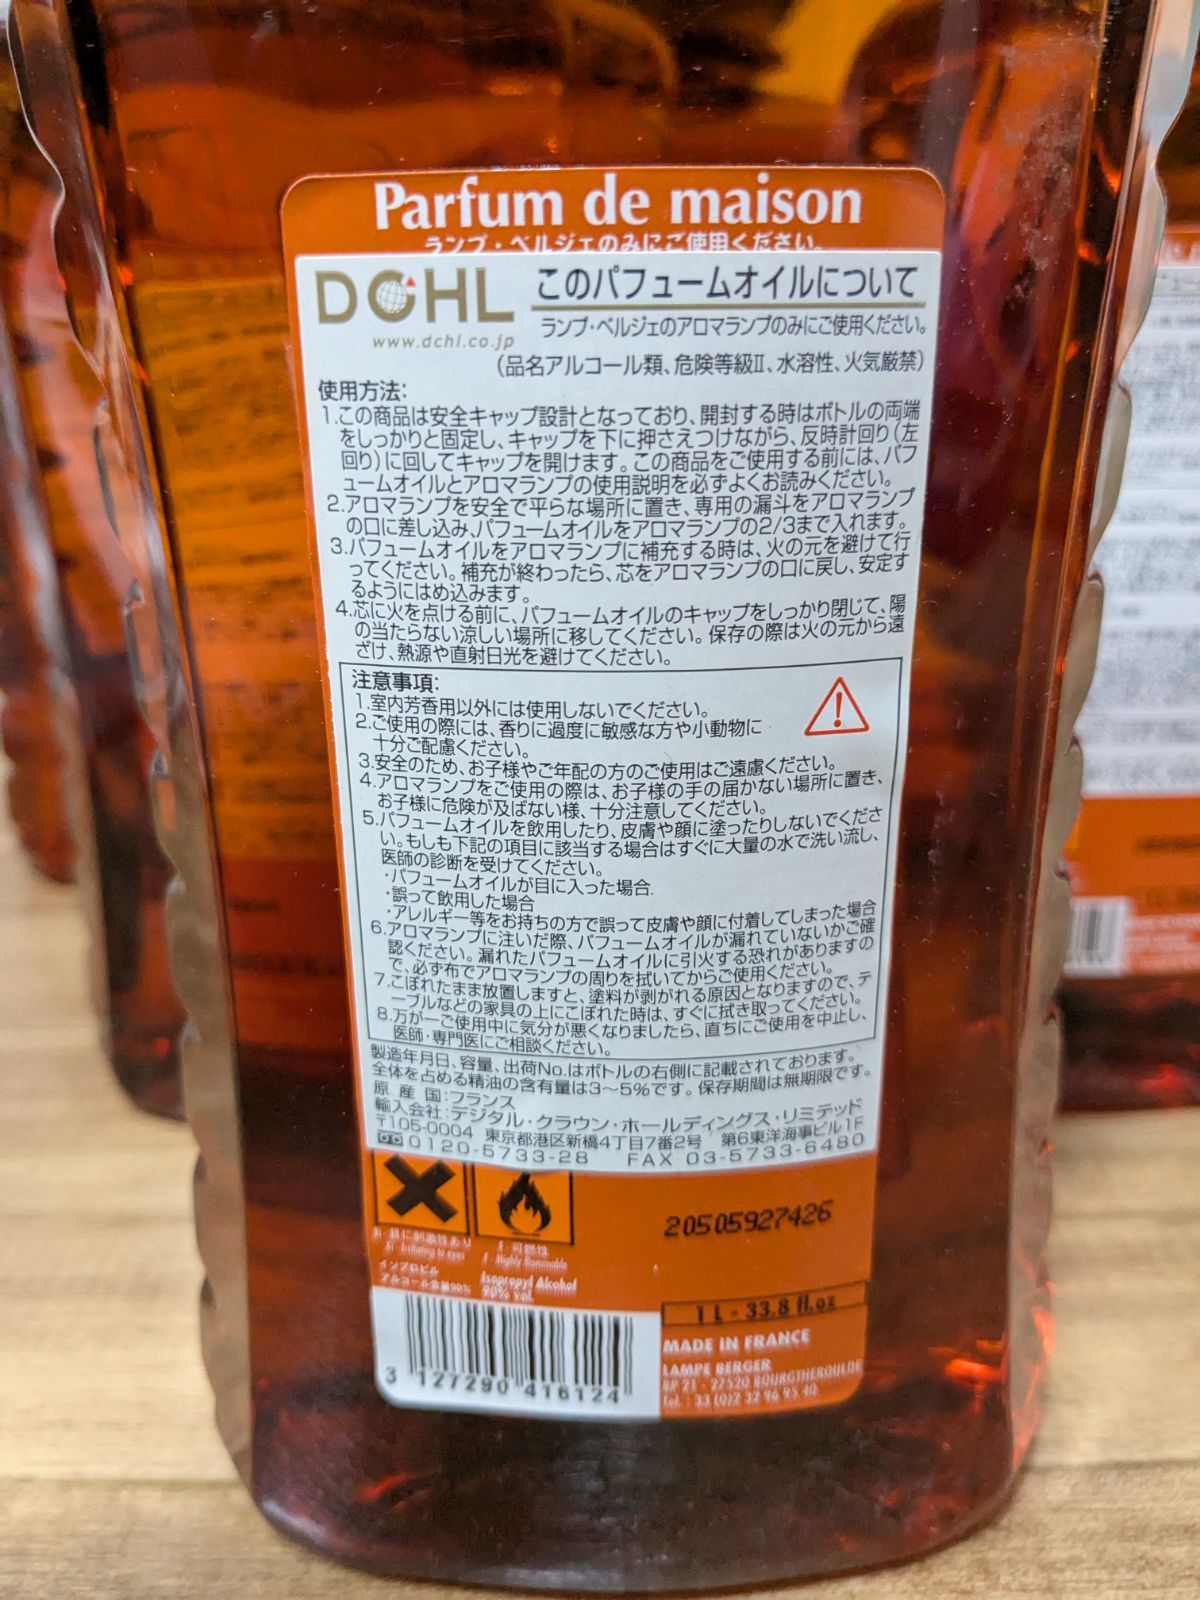 Parfum de maison
ランプ・ベルジェのみにご使用ください。
DCHL
www.dchl.co.jp
このパフュームオイルについて
ランプ・ベルジェのアロマランプのみにご使用ください。
(品名アルコール類、危険等級Ⅱ、水溶性、火気厳禁)
使用方法:
1.この商品は安全キャップ設計となっており、開封する時はボトルの両端
をしっかりと固定し、キャップを下に押さえつけながら、反時計回り(左
回り)に回してキャップを開けます。この商品をご使用する前には、パフ
ュームオイルとアロマランプの使用説明を必ずよくお読みください。
2.アロマランプを安全で平らな場所に置き、専用の漏斗をアロマランプ
の口に差し込み、パフュームオイルをアロマランプの2/3まで入れます。
3.パフュームオイルをアロマランプに補充する時は、火の元を避けて行
ってください。補充が終わったら、芯をアロマランプの口に戻し、安定す
るようにはめ込みます。
4.芯に火を点ける前に、パフュームオイルのキャップをしっかり閉じて、陽
の当たらない涼しい場所に移してください。保存の際は火の元から遠
ざけ、熱源や直射日光を避けてください。
注意事項:
1.室内芳香用以外には使用しないでください。
2.ご使用の際には、香りに過度に敏感な方や小動物に
十分ご配慮ください。
3.安全のため、お子様やご年配の方のご使用はご遠慮ください。
4.アロマランプをご使用の際は、お子様の手の届かない場所に置き、
お子様に危険が及ばない様、十分注意してください。
5.パフュームオイルを飲用したり、皮膚や顔に塗ったりしないでくださ
い。もしも下記の項目に該当する場合はすぐに大量の水で洗い流し、
医師の診断を受けてください。
・パフュームオイルが目に入った場合.
・誤って飲用した場合
・アレルギー等をお持ちの方で誤って皮膚や顔に付着してしまった場合
6.アロマランプに注いだ際、パフュームオイルが漏れていないかご確
認ください。漏れたパフュームオイルに引火する恐れがありますの
で、必ず布でアロマランプの周りを拭いてからご使用ください。
7.こぼれたまま放置しますと、塗料が剥がれる原因となりますので、テ
ーブルなどの家具の上にこぼれた時は、すぐに拭き取ってください。
8.万が一ご使用中に気分が悪くなりましたら、直ちにご使用を中止し、
医師・専門医にご相談ください。
製造年月日、容量、出荷No.はボトルの右側に記載されております。
全体を占める精油の含有量は3〜5%です。保存期間は無期限です。
原 産 国:フランス
輸入会社:デジタル・クラウン・ホールディングス・リミテッド
〒105-0004 東京都港区新橋4丁目7番2号 第6東洋海事ビル1F
0120-5733-28 FAX 03-5733-6480
Xi : 目に刺激性あり
Xi : Irritating to eyes
F : 可燃性
F : Highly flammable
イソプロピル
アルコール含量90%
Isopropyl Alcohol
90% vol.
20505927426
1 L - 33.8 fl.oz
MADE IN FRANCE
LAMPE BERGER
BP 21 - 27520 BOURGTHEROULDE
Tel. : 33 (0)2 32 96 95 40
3 127290 416124